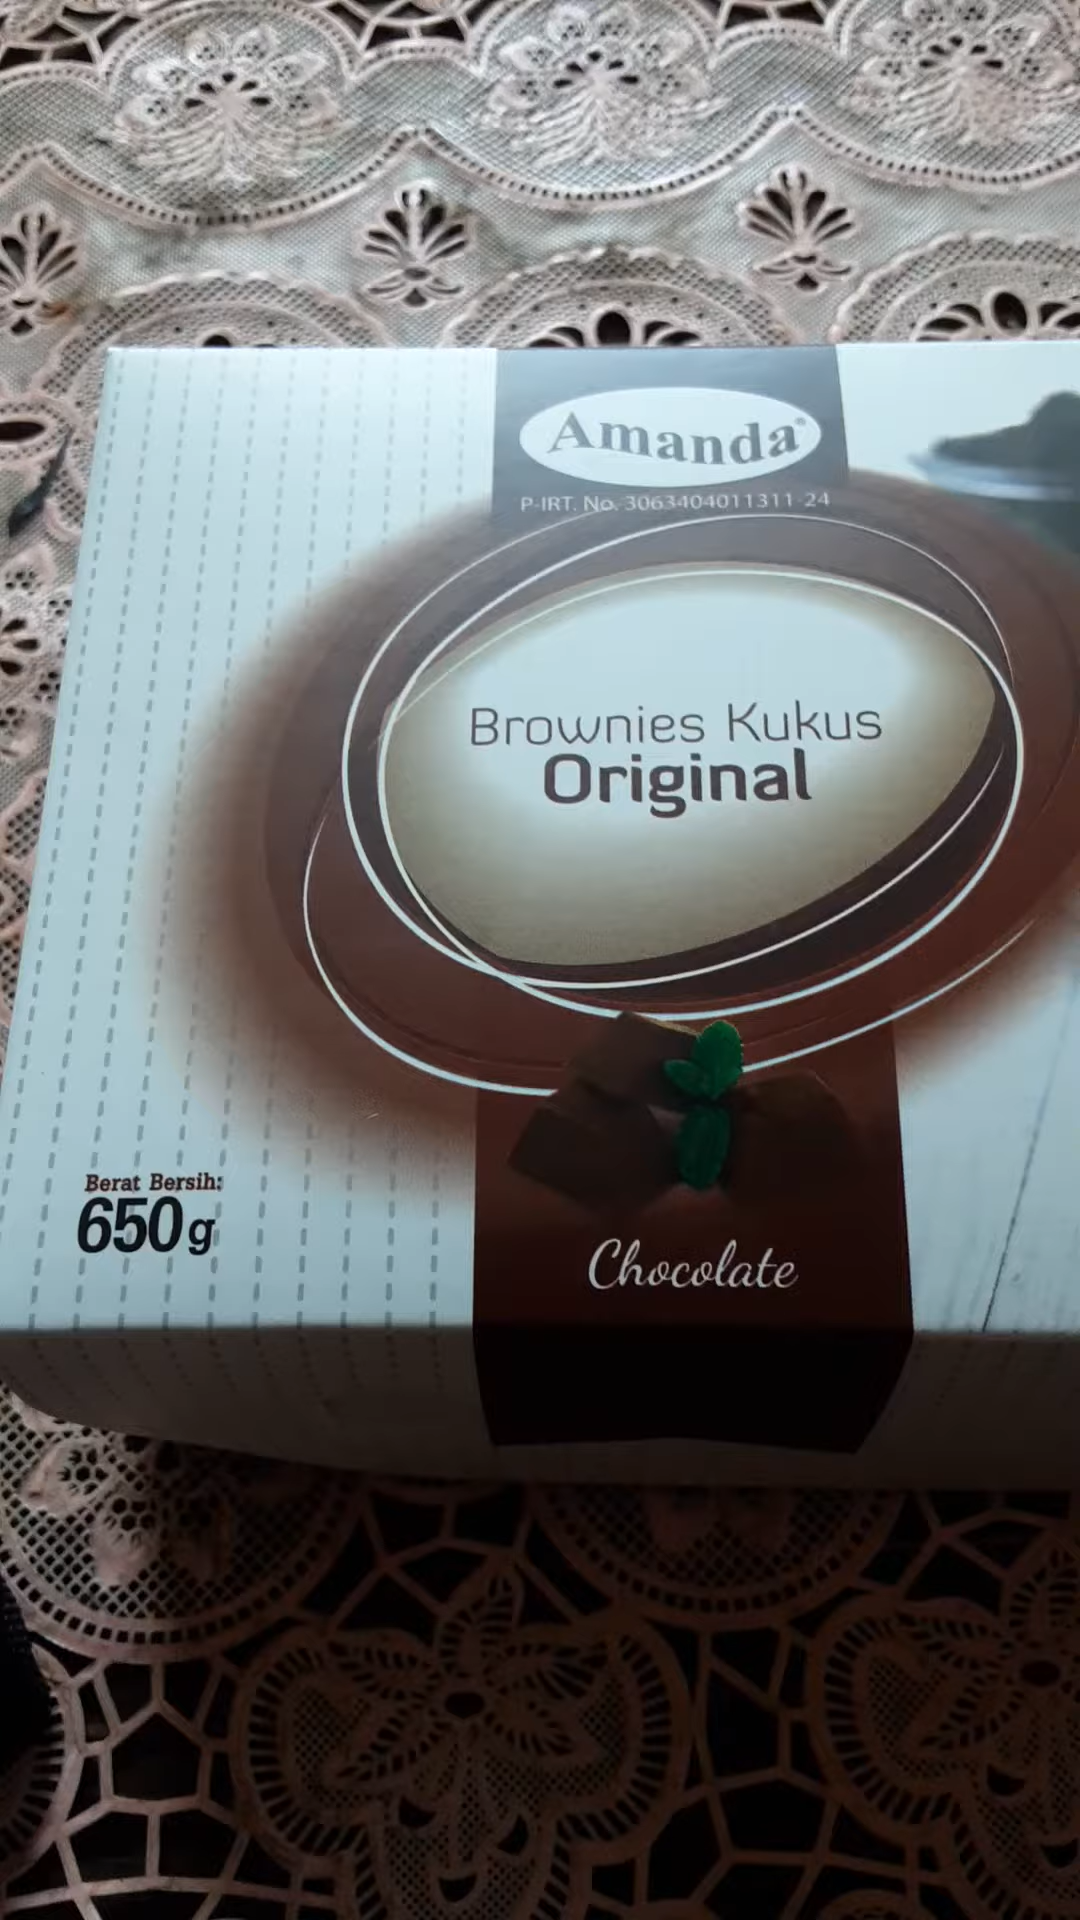 Amanda®
P-IRT. No. 3063404011311-24
Brownies Kukus
Original
Berat Bersih:
650g
Chocolate